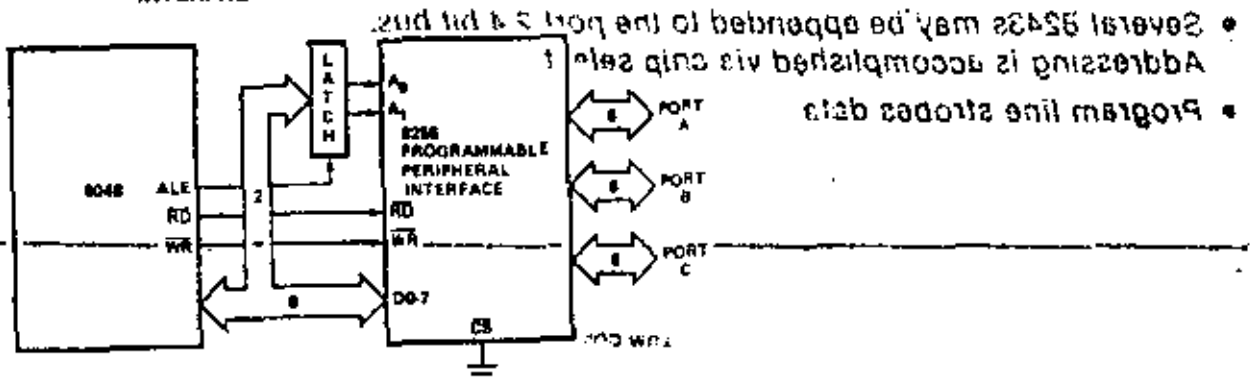 • Several 8243s may be appended to the port 2 4 bit bus.
Addressing is accomplished via chip select
• Program line strobes data
LATCH
A0
A1
8255
PROGRAMMABLE
PERIPHERAL
INTERFACE
8048
ALE
RD
WR
2
RD
WR
8
D0-7
CS
8
PORT
A
8
PORT
B
8
PORT
C